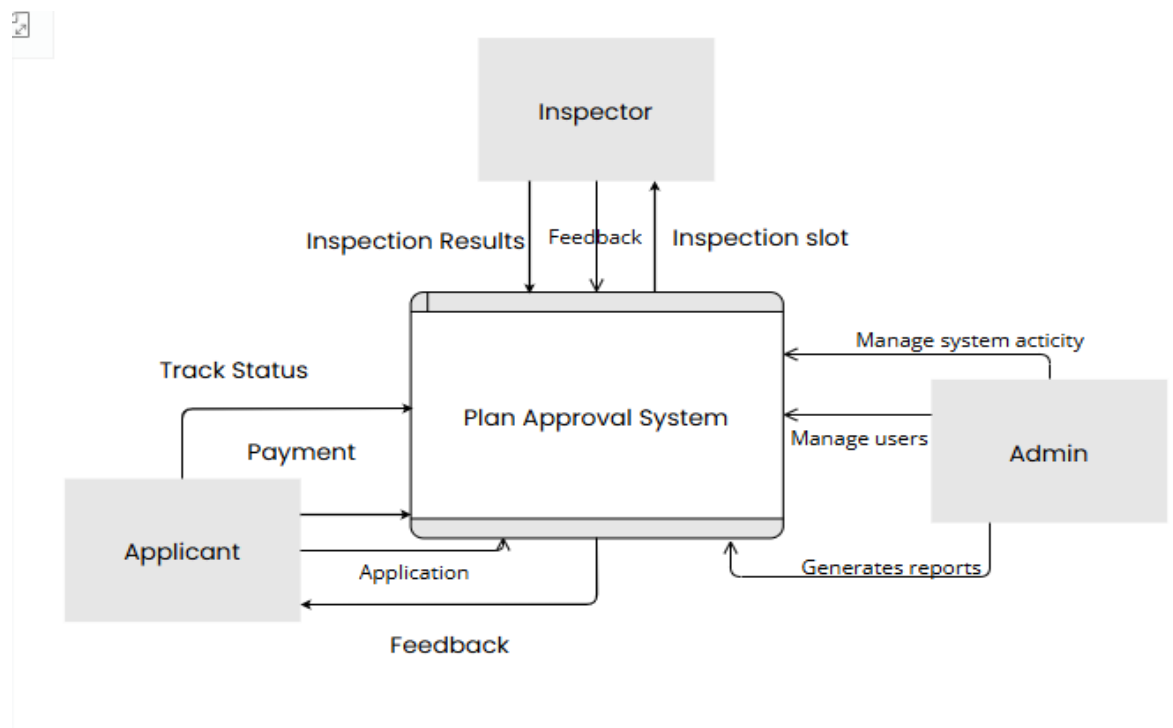 Inspector
Inspection Results
Feedback
Inspection slot
Manage system acticity
Track Status
Plan Approval System
Manage users
Payment
Admin
Applicant
Application
Generates reports
Feedback